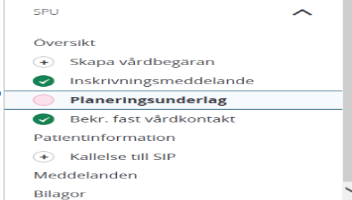 SPU
Översikt
Skapa vårdbegäran
Inskrivningsmeddelande
Planeringsunderlag
Bekr. fast vårdkontakt
Patientinformation
Kallelse till SIP
Meddelanden
Bilagor